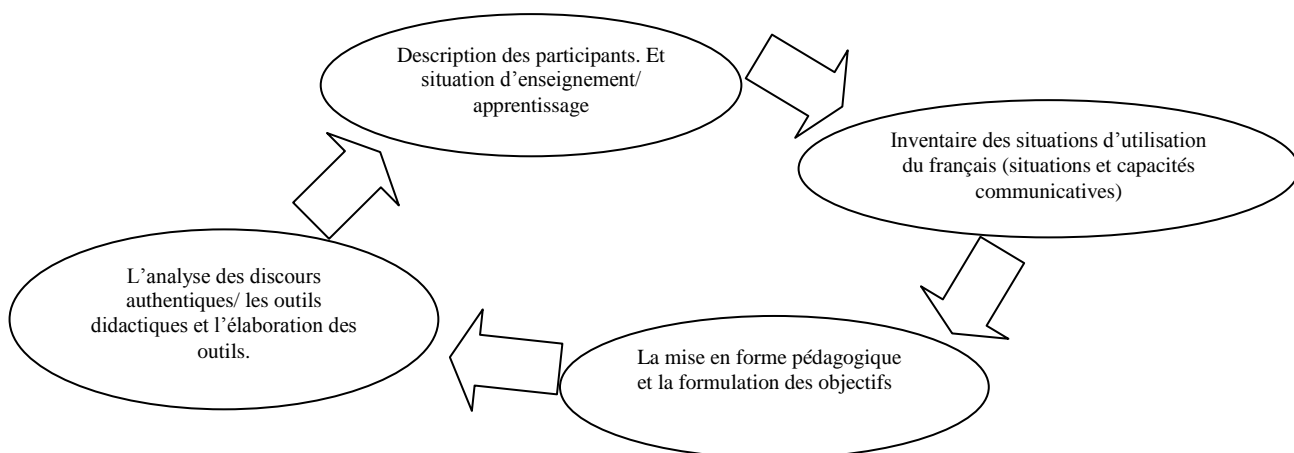 Description des participants. Et
situation d’enseignement/
apprentissage
Inventaire des situations d’utilisation
du français (situations et capacités
communicatives)
L’analyse des discours
authentiques/ les outils
didactiques et l’élaboration des
outils.
La mise en forme pédagogique
et la formulation des objectifs